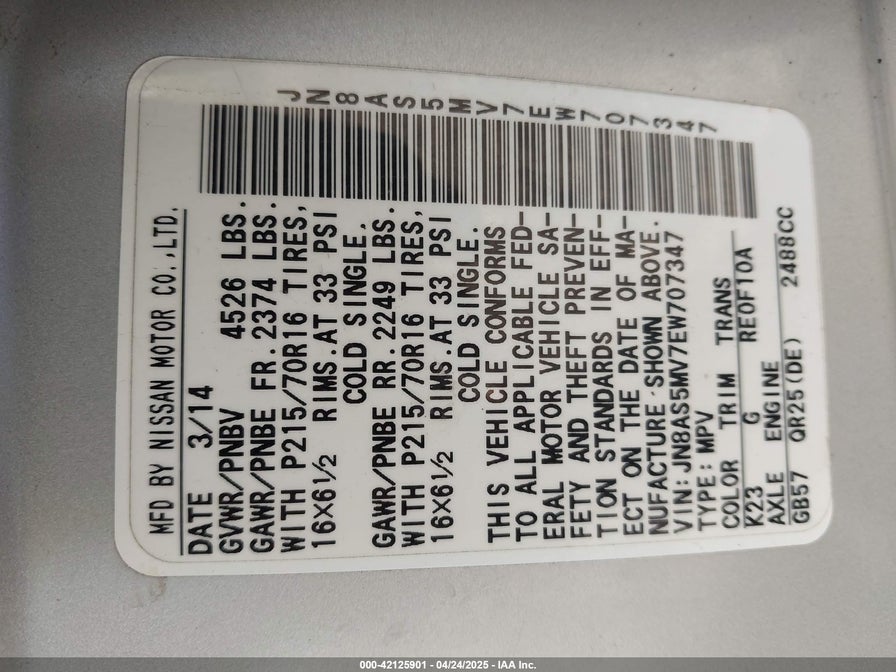 JN8AS5MV7EW707347
MFD BY NISSAN MOTOR CO.,LTD.
DATE 3/14
GVWR/PNBV 4526 LBS.
GAWR/PNBE FR. 2374 LBS.
WITH P215/70R16 TIRES,
16X6½ RIMS.AT 33 PSI
COLD SINGLE.
GAWR/PNBE RR. 2249 LBS.
WITH P215/70R16 TIRES,
16X6½ RIMS.AT 33 PSI
COLD SINGLE.
THIS VEHICLE CONFORMS
TO ALL APPLICABLE FED-
ERAL MOTOR VEHICLE SA-
FETY AND THEFT PREVEN-
TION STANDARDS IN EFF-
ECT ON THE DATE OF MA-
NUFACTURE SHOWN ABOVE.
VIN:JN8AS5MV7EW707347
TYPE:MPV
COLOR TRIM TRANS
K23 G RE0F10A
AXLE ENGINE
GB57 QR25(DE) 2488CC
000-42125901 - 04/24/2025 - IAA Inc.